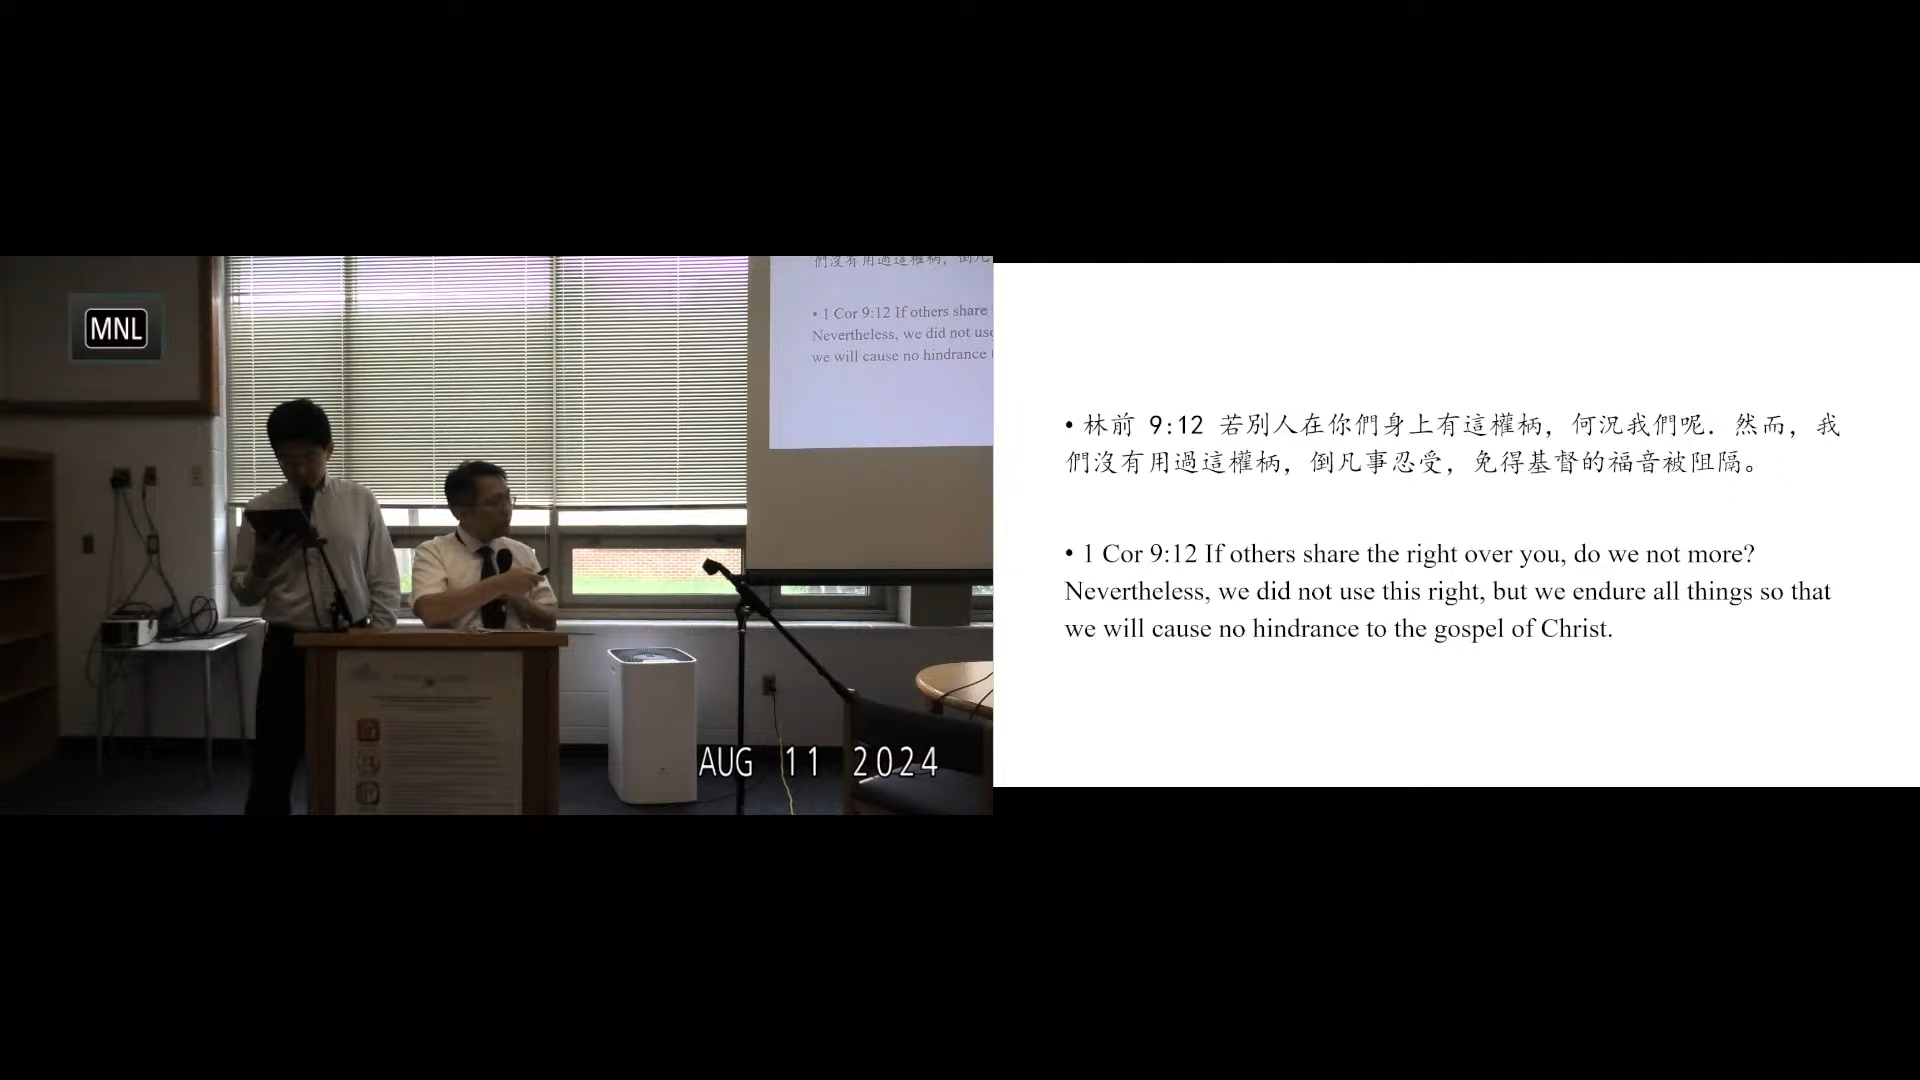 MNL
們沒有用過這權柄，倒凡
• 1 Cor 9:12 If others share
Nevertheless, we did not use
we will cause no hindrance
AUG 11 2024
• 林前 9:12 若別人在你們身上有這權柄，何況我們呢．然而，我
們沒有用過這權柄，倒凡事忍受，免得基督的福音被阻隔。
• 1 Cor 9:12 If others share the right over you, do we not more?
Nevertheless, we did not use this right, but we endure all things so that
we will cause no hindrance to the gospel of Christ.